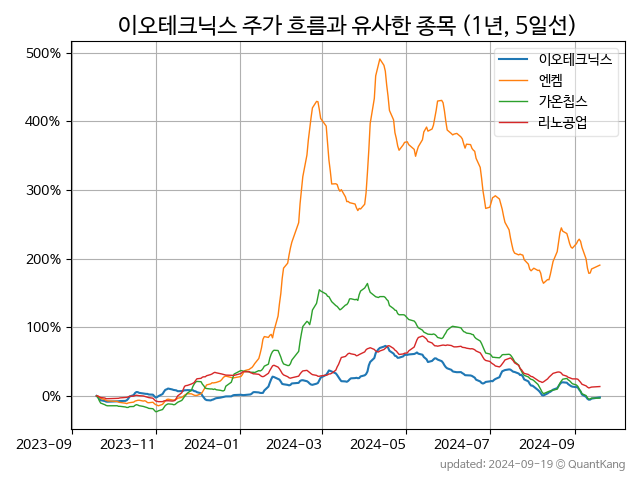 이오테크닉스 주가 흐름과 유사한 종목 (1년, 5일선)
이오테크닉스
엔켐
가온칩스
리노공업
500%
400%
300%
200%
100%
0%
2023-09
2023-11
2024-01
2024-03
2024-05
2024-07
2024-09
updated: 2024-09-19 © QuantKang